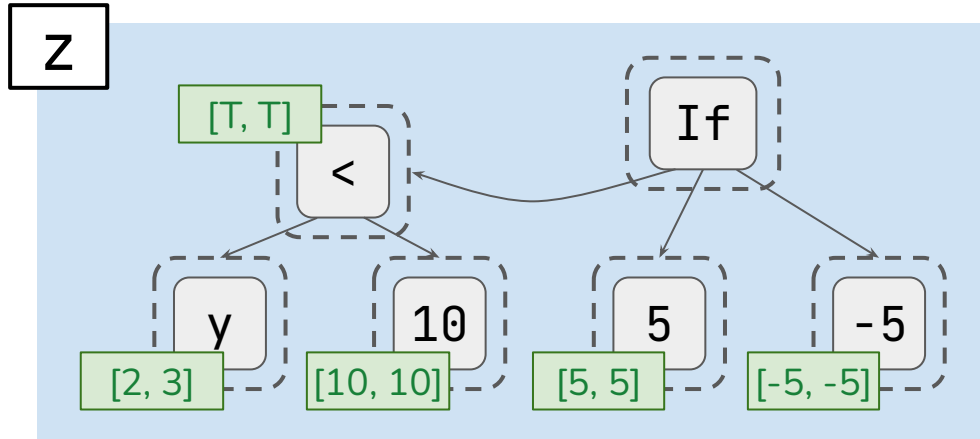 z
[T, T]
<
If
y
10
5
-5
[2, 3]
[10, 10]
[5, 5]
[-5, -5]